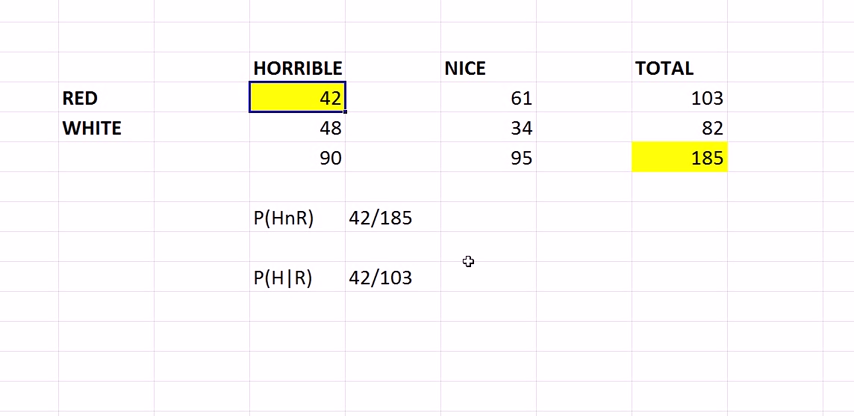 HORRIBLE NICE TOTAL
RED 42 61 103
WHITE 48 34 82
90 95 185
P(HnR) 42/185
P(H|R) 42/103